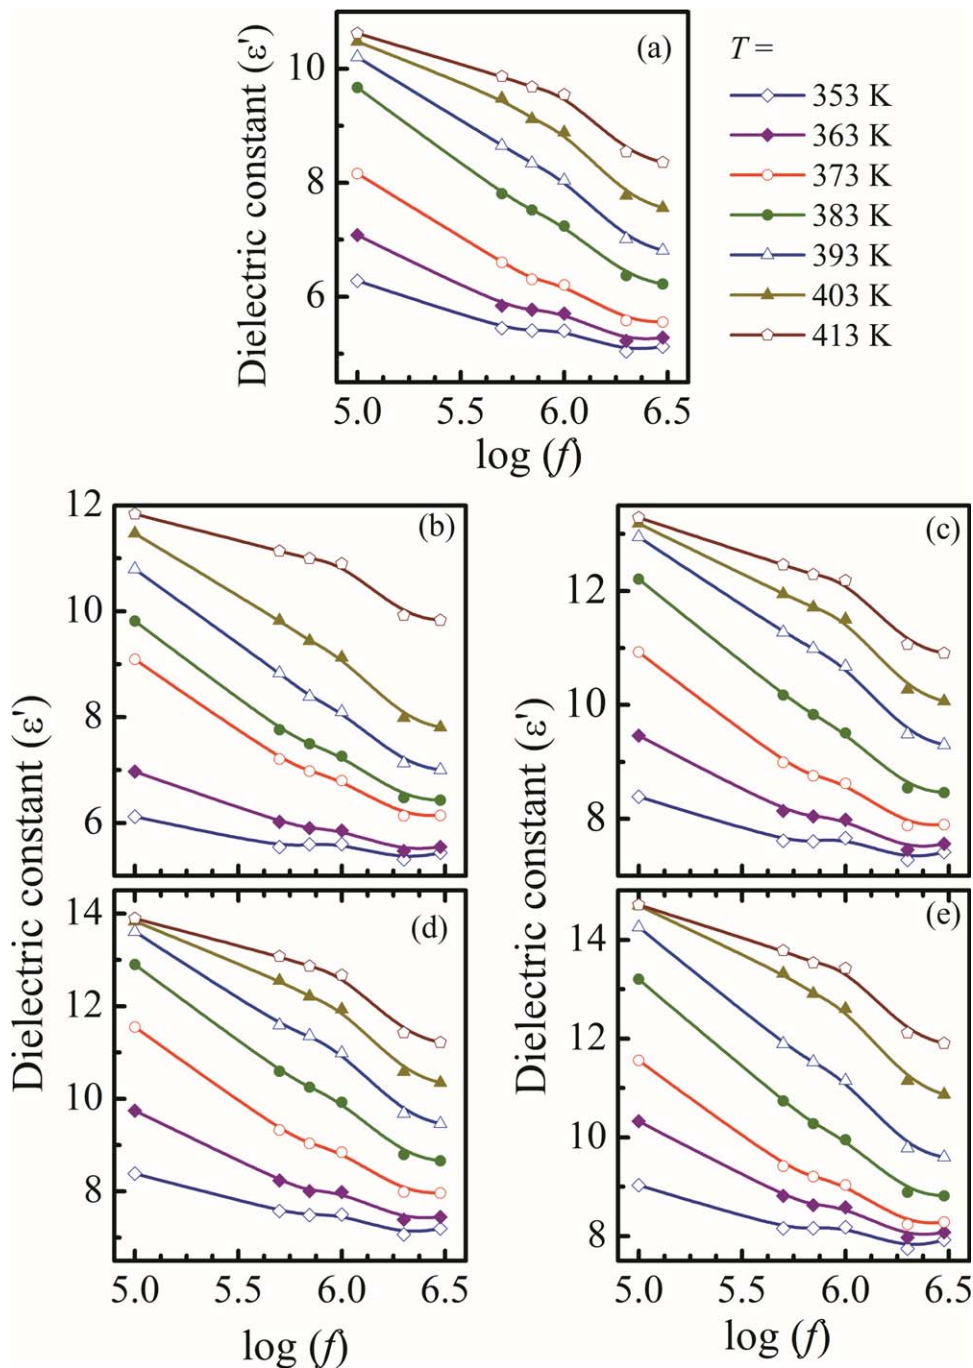 (a)
T =
353 K
363 K
373 K
383 K
393 K
403 K
413 K
Dielectric constant (ε')
10
8
6
5.0 5.5 6.0 6.5
log (f)
(b)
12
10
8
6
(c)
12
10
8
Dielectric constant (ε')
Dielectric constant (ε')
(d)
14
12
10
8
5.0 5.5 6.0 6.5
log (f)
(e)
14
12
10
8
5.0 5.5 6.0 6.5
log (f)